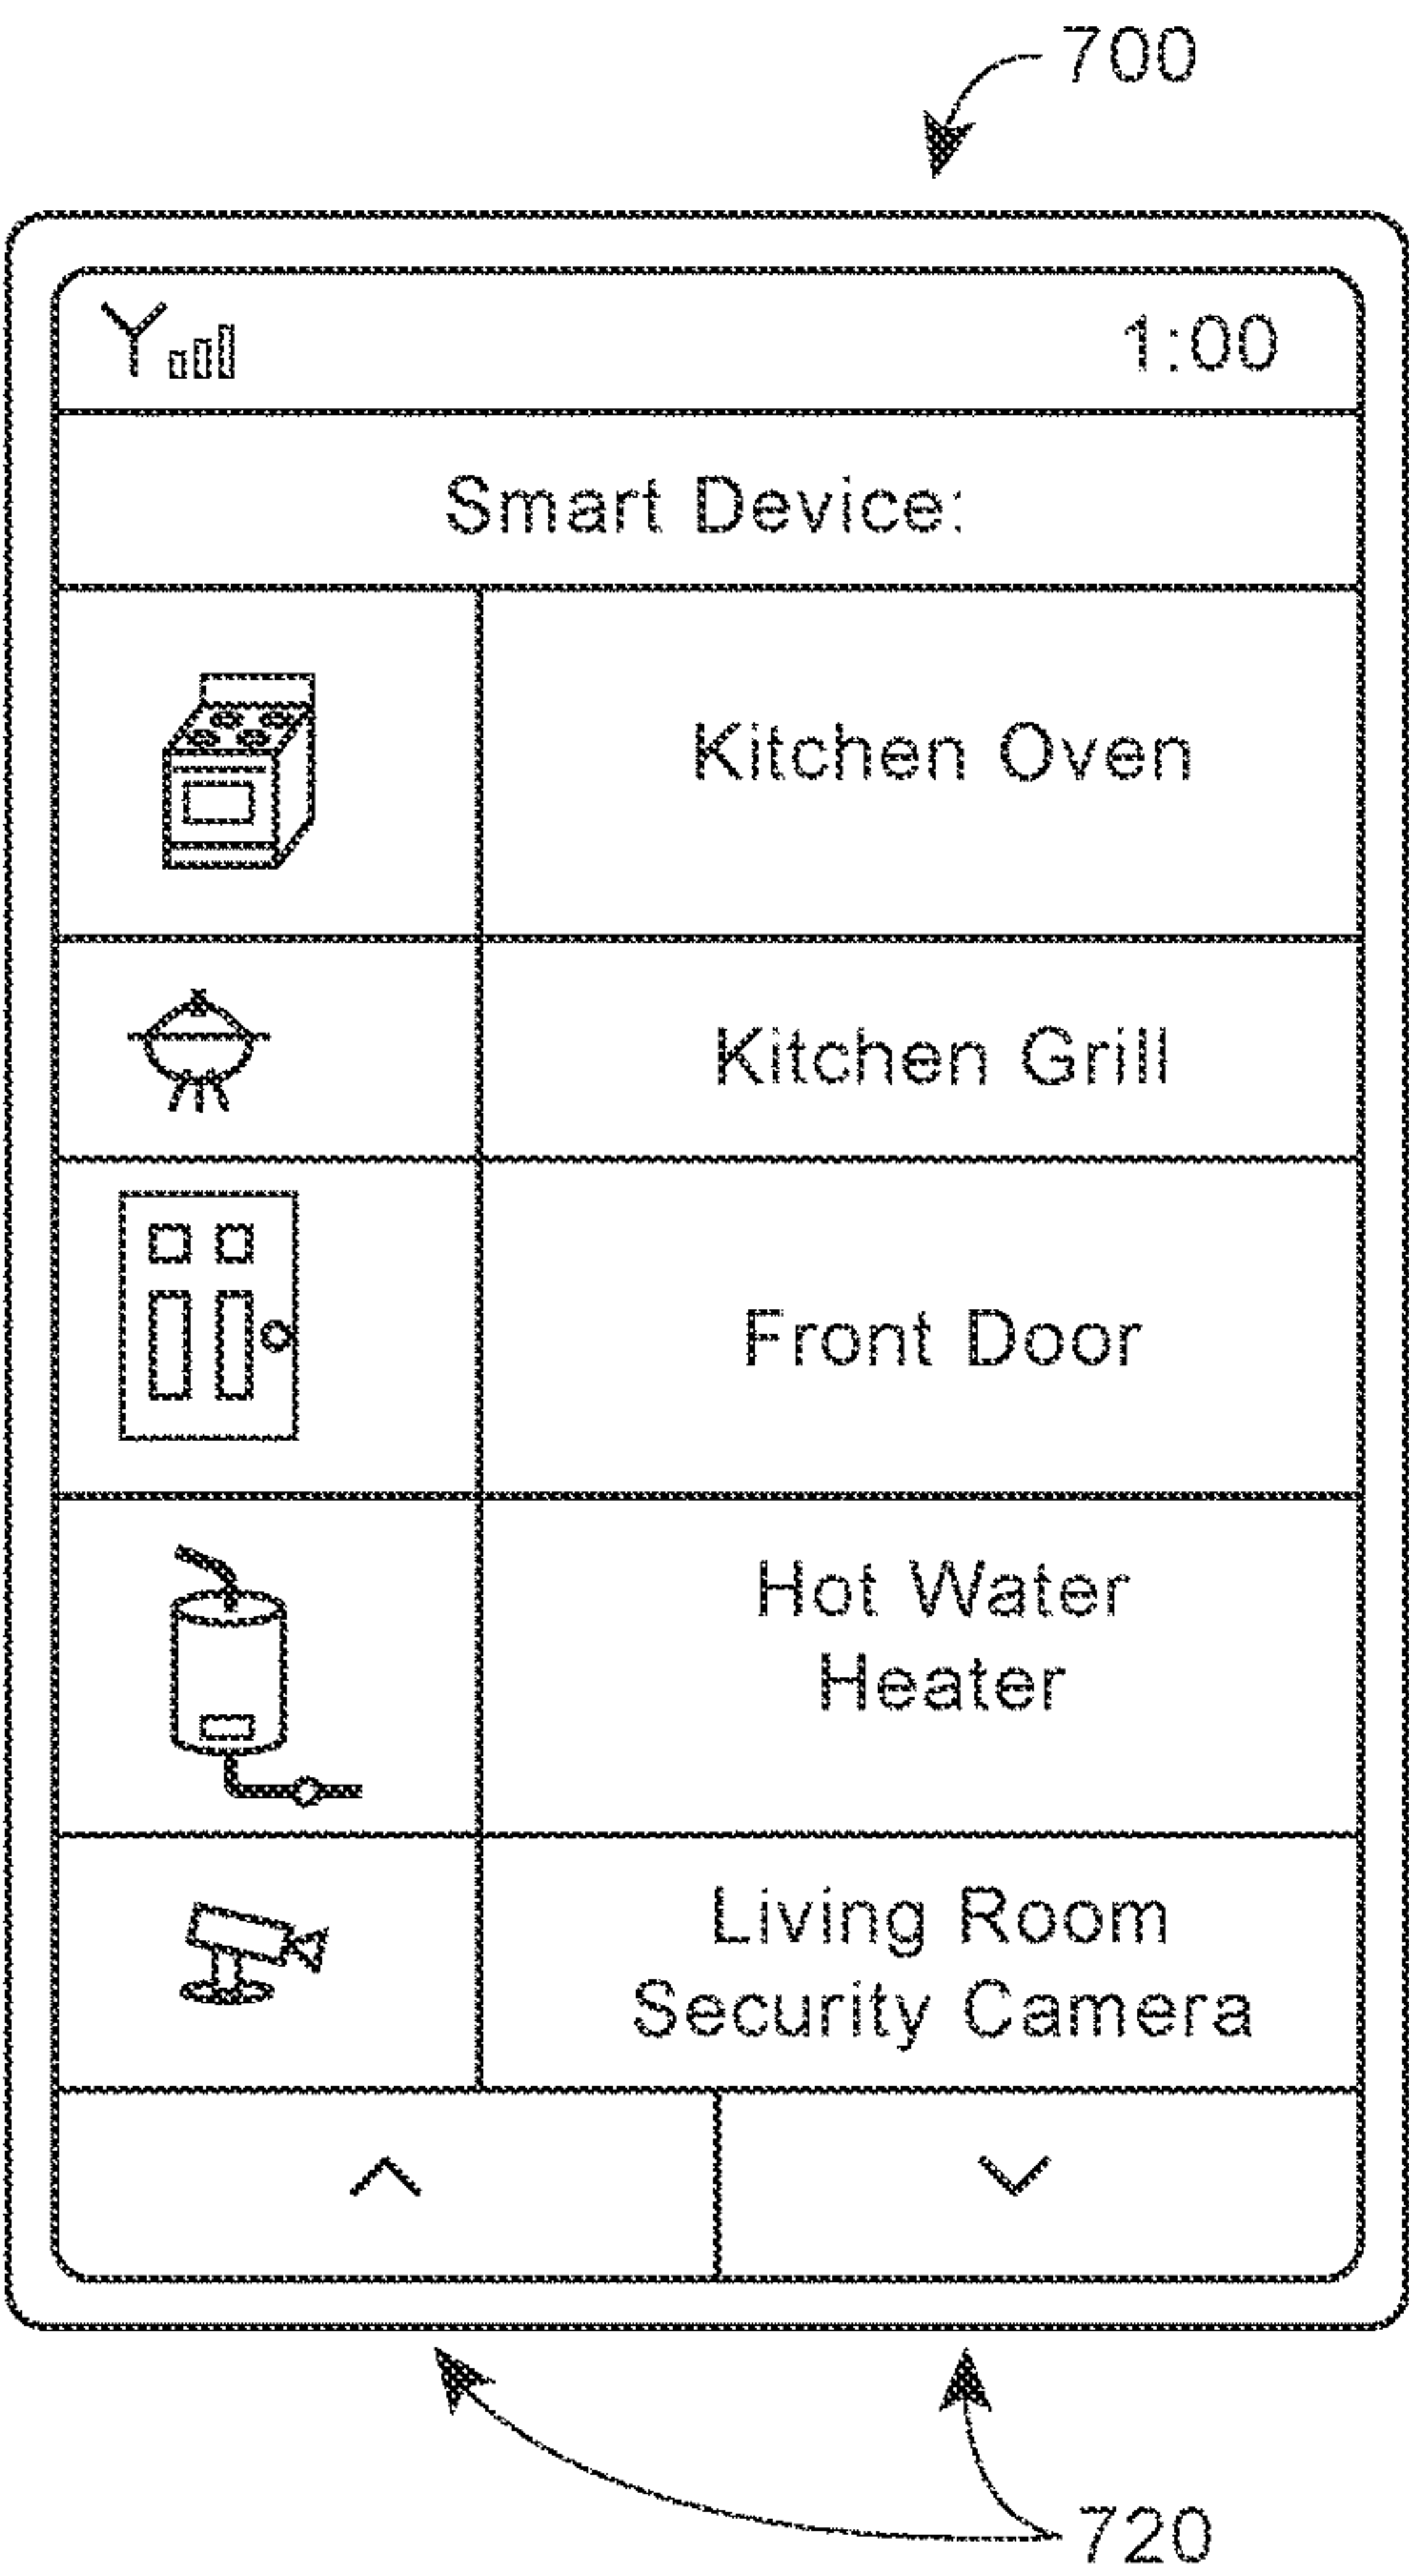 700
1:00
Smart Device:
Kitchen Oven
Kitchen Grill
Front Door
Hot Water
Heater
Living Room
Security Camera
720